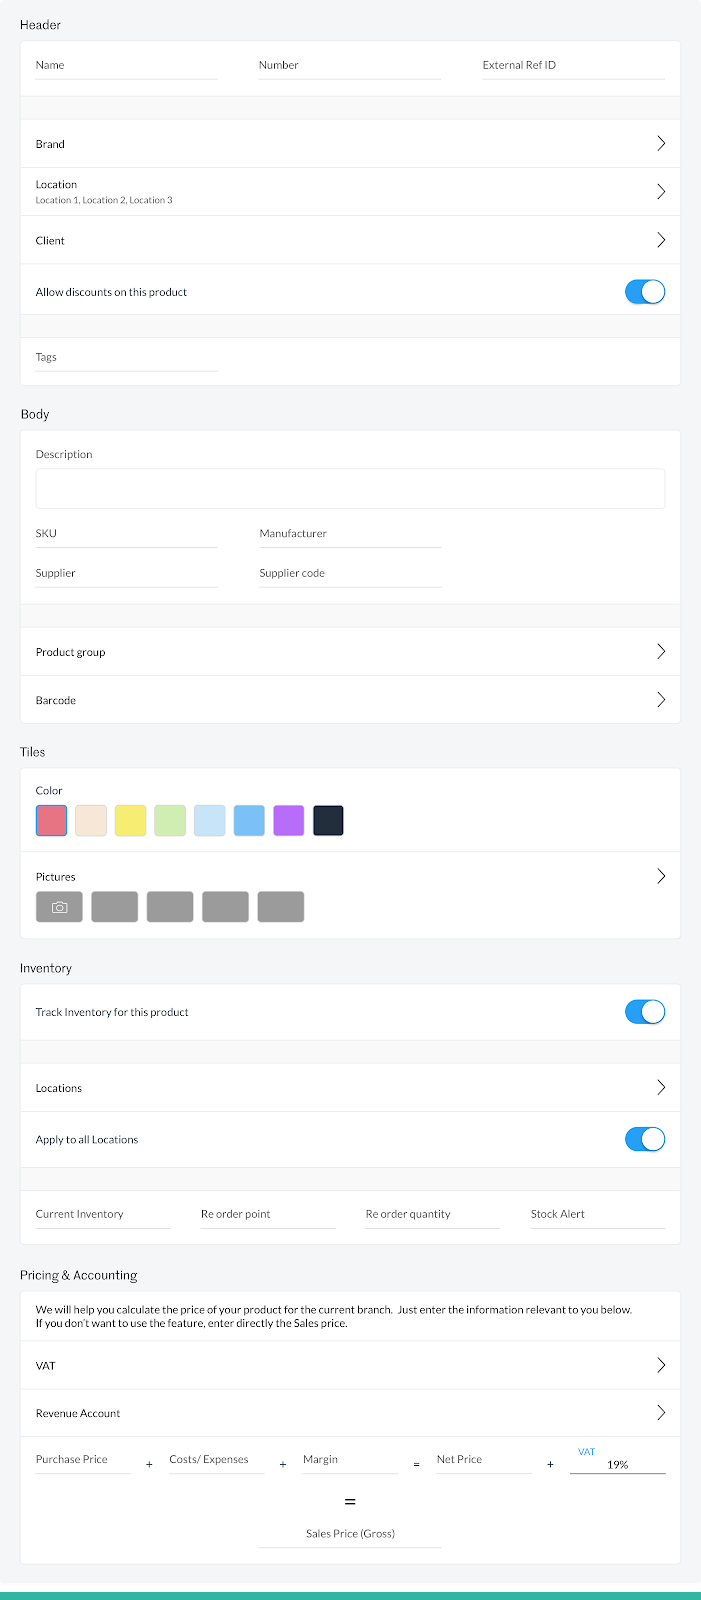 Header
Name Number External Ref ID
Brand
Location
Location 1, Location 2, Location 3
Client
Allow discounts on this product
Tags
Body
Description
SKU Manufacturer
Supplier Supplier code
Product group
Barcode
Tiles
Color
Pictures
Inventory
Track Inventory for this product
Locations
Apply to all Locations
Current Inventory Re order point Re order quantity Stock Alert
Pricing & Accounting
We will help you calculate the price of your product for the current branch. Just enter the information relevant to you below.
If you don't want to use the feature, enter directly the Sales price.
VAT
Revenue Account
VAT
Purchase Price + Costs/ Expenses + Margin = Net Price + 19%
=
Sales Price (Gross)